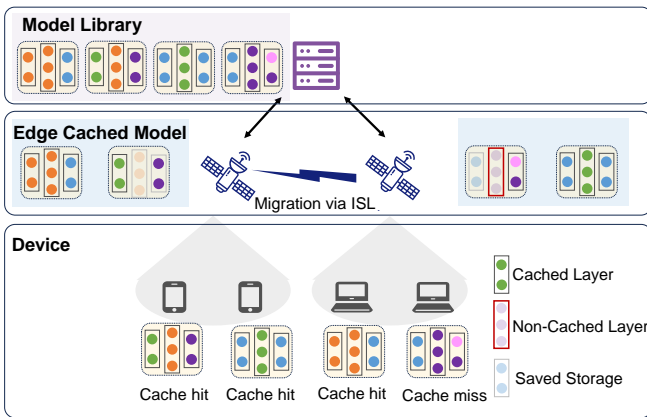 Model Library
Edge Cached Model
Migration via ISL.
Device
Cached Layer
Non-Cached Layer
Saved Storage
Cache hit
Cache hit
Cache hit
Cache miss